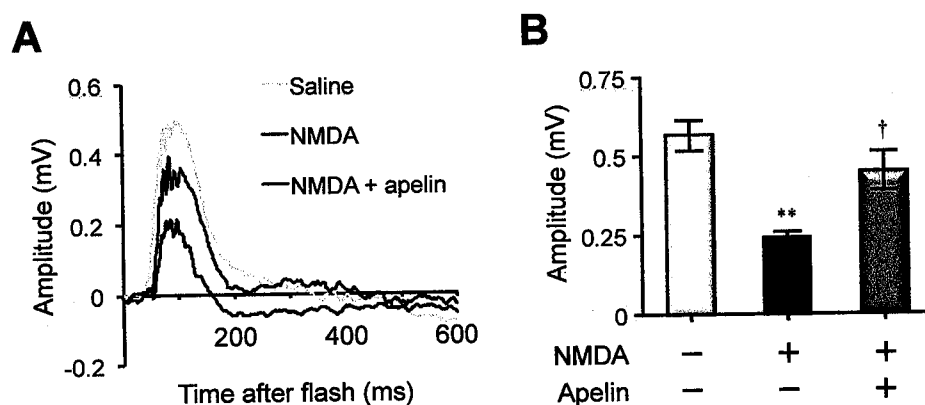 A
Amplitude (mV)
0.6
0.4
0.2
0
-0.2
Saline
NMDA
NMDA + apelin
200
400
600
Time after flash (ms)
B
Amplitude (mV)
0.75
0.5
0.25
0
**
†
NMDA − + +
Apelin − − +